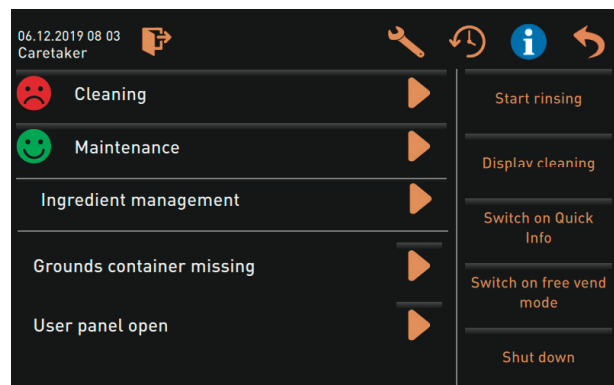 06.12.2019 08 03
Caretaker
Cleaning
Maintenance
Ingredient management
Grounds container missing
User panel open
Start rinsing
Display cleaning
Switch on Quick
Info
Switch on free vend
mode
Shut down